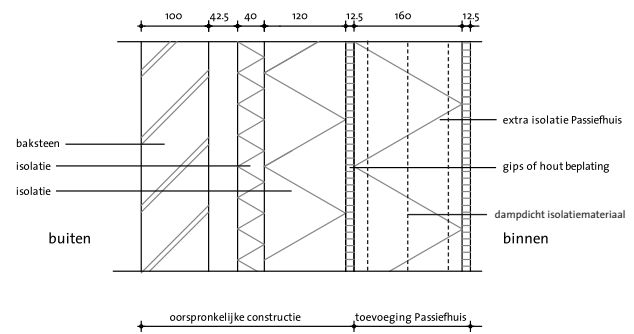 100 42.5 40 120 12.5 160 12.5
extra isolatie Passiefhuis
baksteen
isolatie
gips of hout beplating
isolatie
dampdicht isolatiemateriaal
buiten
binnen
oorspronkelijke constructie toevoeging Passiefhuis